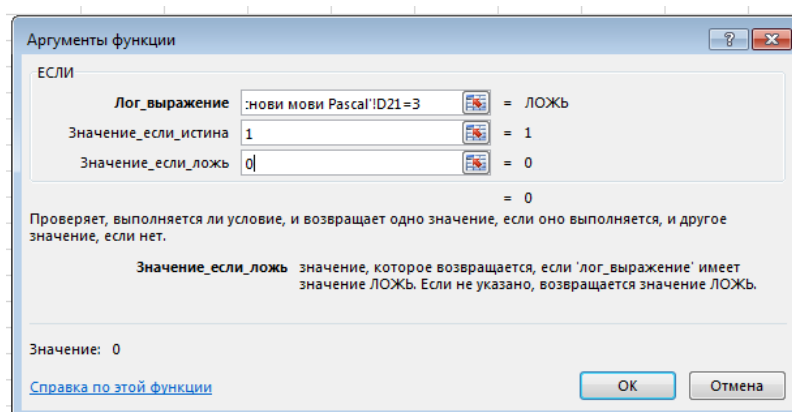 Аргументы функции
ЕСЛИ
Лог_выражение :нови мови Pascal'!D21=3 = ЛОЖЬ
Значение_если_истина 1 = 1
Значение_если_ложь 0 = 0
= 0
Проверяет, выполняется ли условие, и возвращает одно значение, если оно выполняется, и другое
значение, если нет.
Значение_если_ложь значение, которое возвращается, если 'лог_выражение' имеет
значение ЛОЖЬ. Если не указано, возвращается значение ЛОЖЬ.
Значение: 0
Справка по этой функции
ОК
Отмена